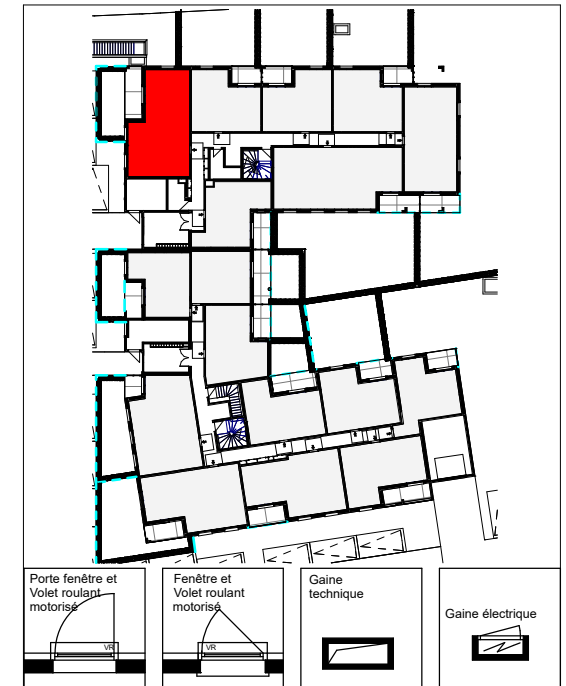 Porte fenêtre et
Volet roulant
motorisé
VR
Fenêtre et
Volet roulant
motorisé
VR
Gaine
technique
Gaine électrique